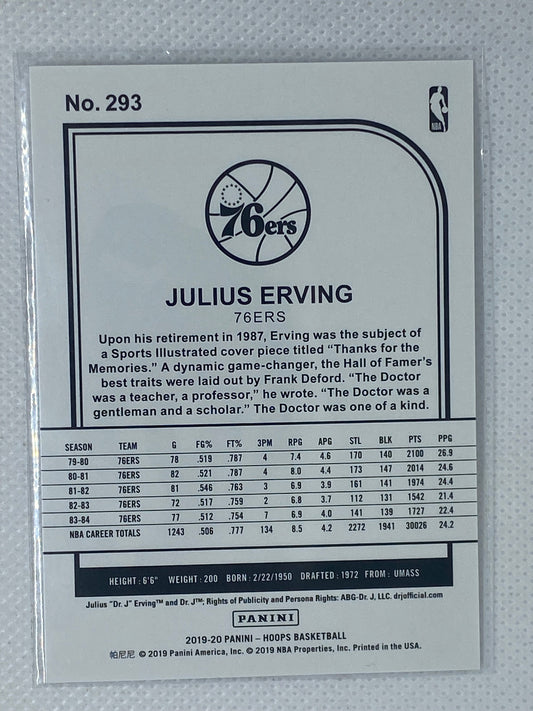 No. 293
NBA
76ers
JULIUS ERVING
76ERS
Upon his retirement in 1987, Erving was the subject of
a Sports Illustrated cover piece titled “Thanks for the
Memories.” A dynamic game-changer, the Hall of Famer’s
best traits were laid out by Frank Deford. “The Doctor
was a teacher, a professor,” he wrote. “The Doctor was a
gentleman and a scholar.” The Doctor was one of a kind.
SEASON TEAM G FG% FT% 3PM RPG APG STL BLK PTS PPG
79-80 76ERS 78 .519 .787 4 7.4 4.6 170 140 2100 26.9
80-81 76ERS 82 .521 .787 4 8.0 4.4 173 147 2014 24.6
81-82 76ERS 81 .546 .763 3 6.9 3.9 161 141 1974 24.4
82-83 76ERS 72 .517 .759 2 6.8 3.7 112 131 1542 21.4
83-84 76ERS 77 .512 .754 7 6.9 4.0 141 139 1727 22.4
NBA CAREER TOTALS 1243 .506 .777 134 8.5 4.2 2272 1941 30026 24.2
HEIGHT: 6'6" WEIGHT: 200 BORN: 2/22/1950 DRAFTED: 1972 FROM: UMASS
Julius “Dr. J” Erving™ and Dr. J™; Rights of Publicity and Persona Rights: ABG-Dr. J, LLC. drjofficial.com
PANINI
2019-20 PANINI – HOOPS BASKETBALL
帕尼尼 © 2019 Panini America, Inc. © 2019 NBA Properties, Inc. Printed in the USA.